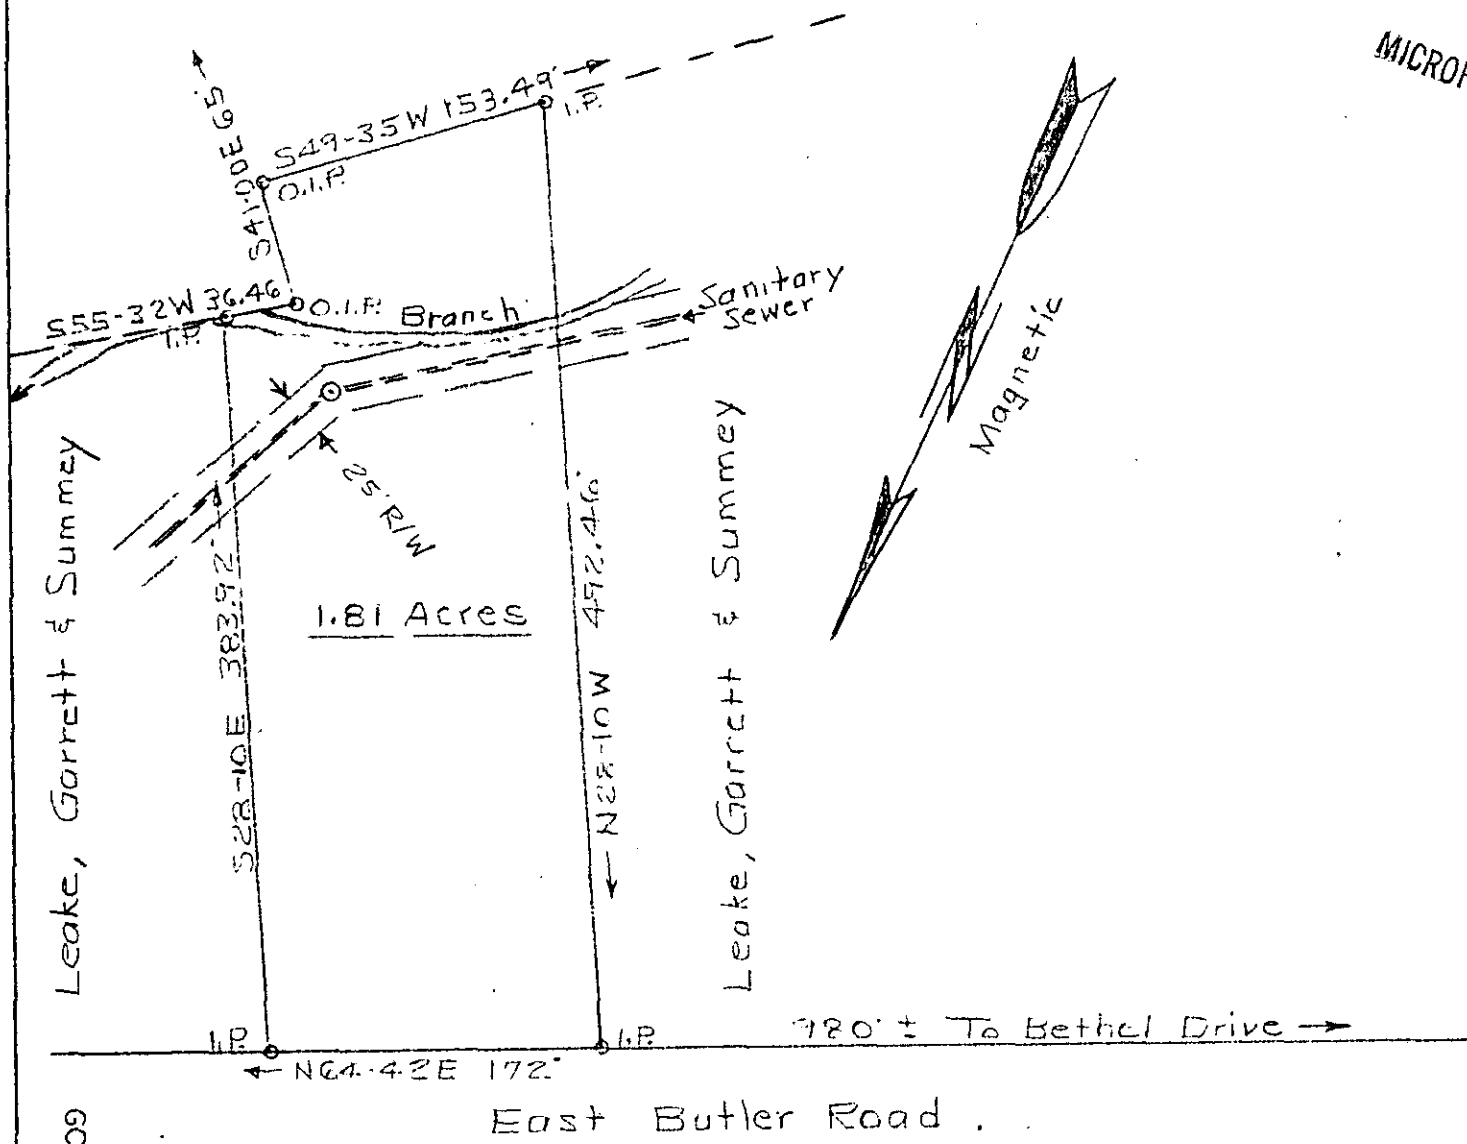 MICROF
S49-35W 153.49'
I.P.
S41-00E 65'
O.I.P.
S55-32W 36.46
O.I.P.
I.P.
Branch
Sanitary
Sewer
Magnetic
25' R/W
Leake, Garrett & Summey
S28-10E 383.92'
1.81 Acres
N28-10W 492.46'
Leake, Garrett & Summey
I.P.
I.P.
980' ± To Bethel Drive
N64-42E 172'
East Butler Road